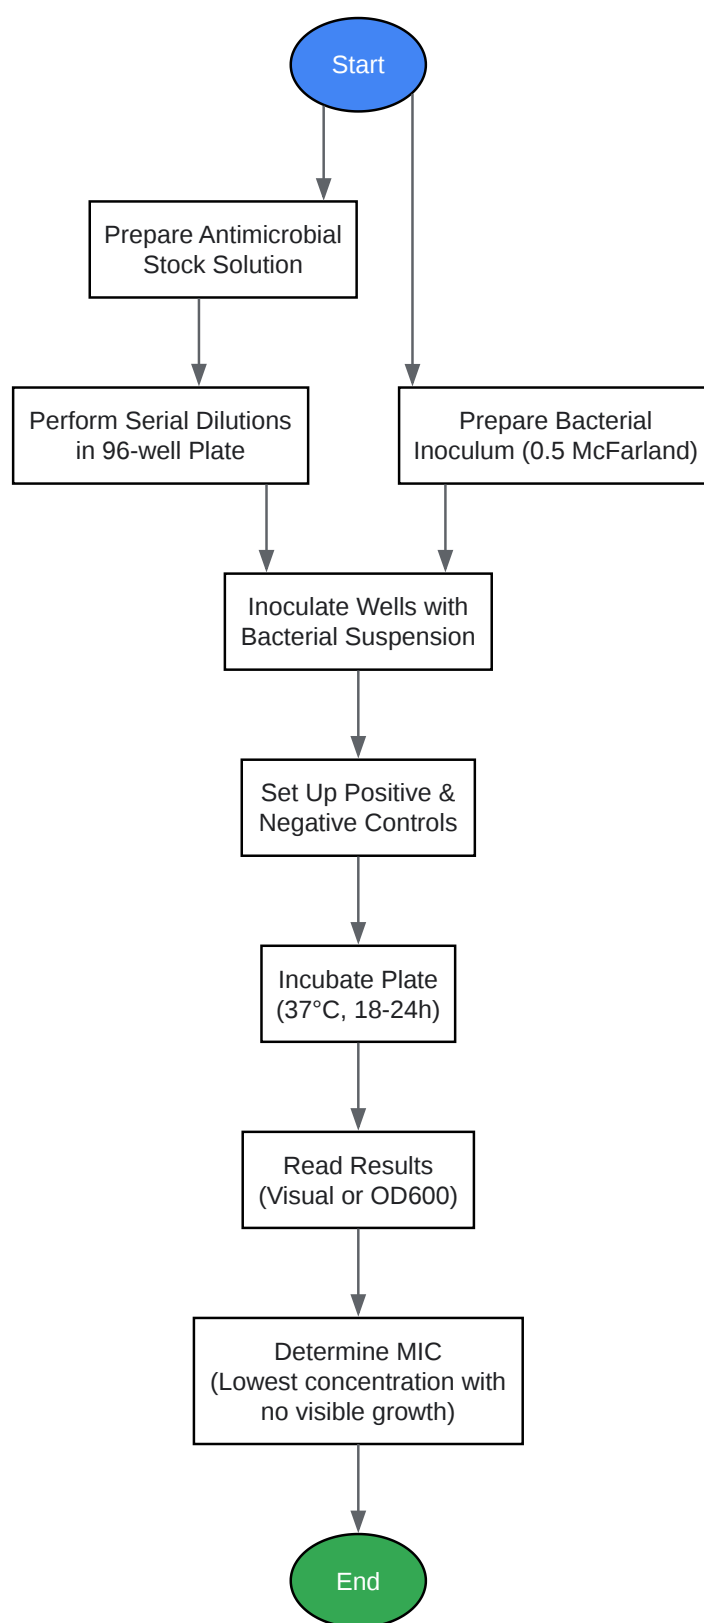 Start
Prepare Antimicrobial
Stock Solution
Perform Serial Dilutions
in 96-well Plate
Prepare Bacterial
Inoculum (0.5 McFarland)
Inoculate Wells with
Bacterial Suspension
Set Up Positive &
Negative Controls
Incubate Plate
(37°C, 18-24h)
Read Results
(Visual or OD600)
Determine MIC
(Lowest concentration with
no visible growth)
End